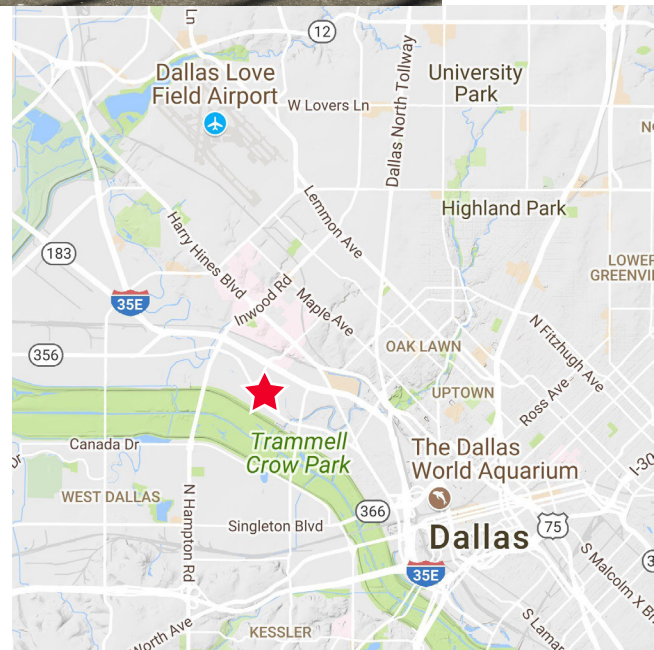 Ln
12
Dallas Love
Field Airport
W Lovers Ln
Dallas North Tollway
University
Park
Lemmon Ave
Highland Park
Harry Hines Blvd
183
35E
Inwood Rd
Maple Ave
LOWER
GREENVI
N Fitzhugh Ave
356
OAK LAWN
UPTOWN
Ross Ave
Canada Dr
Trammell
Crow Park
The Dallas
World Aquarium
I-30
WEST DALLAS
N Hampton Rd
366
Singleton Blvd
Dallas
75
35E
S Malcolm X B
S Lamar
Worth Ave
KESSLER